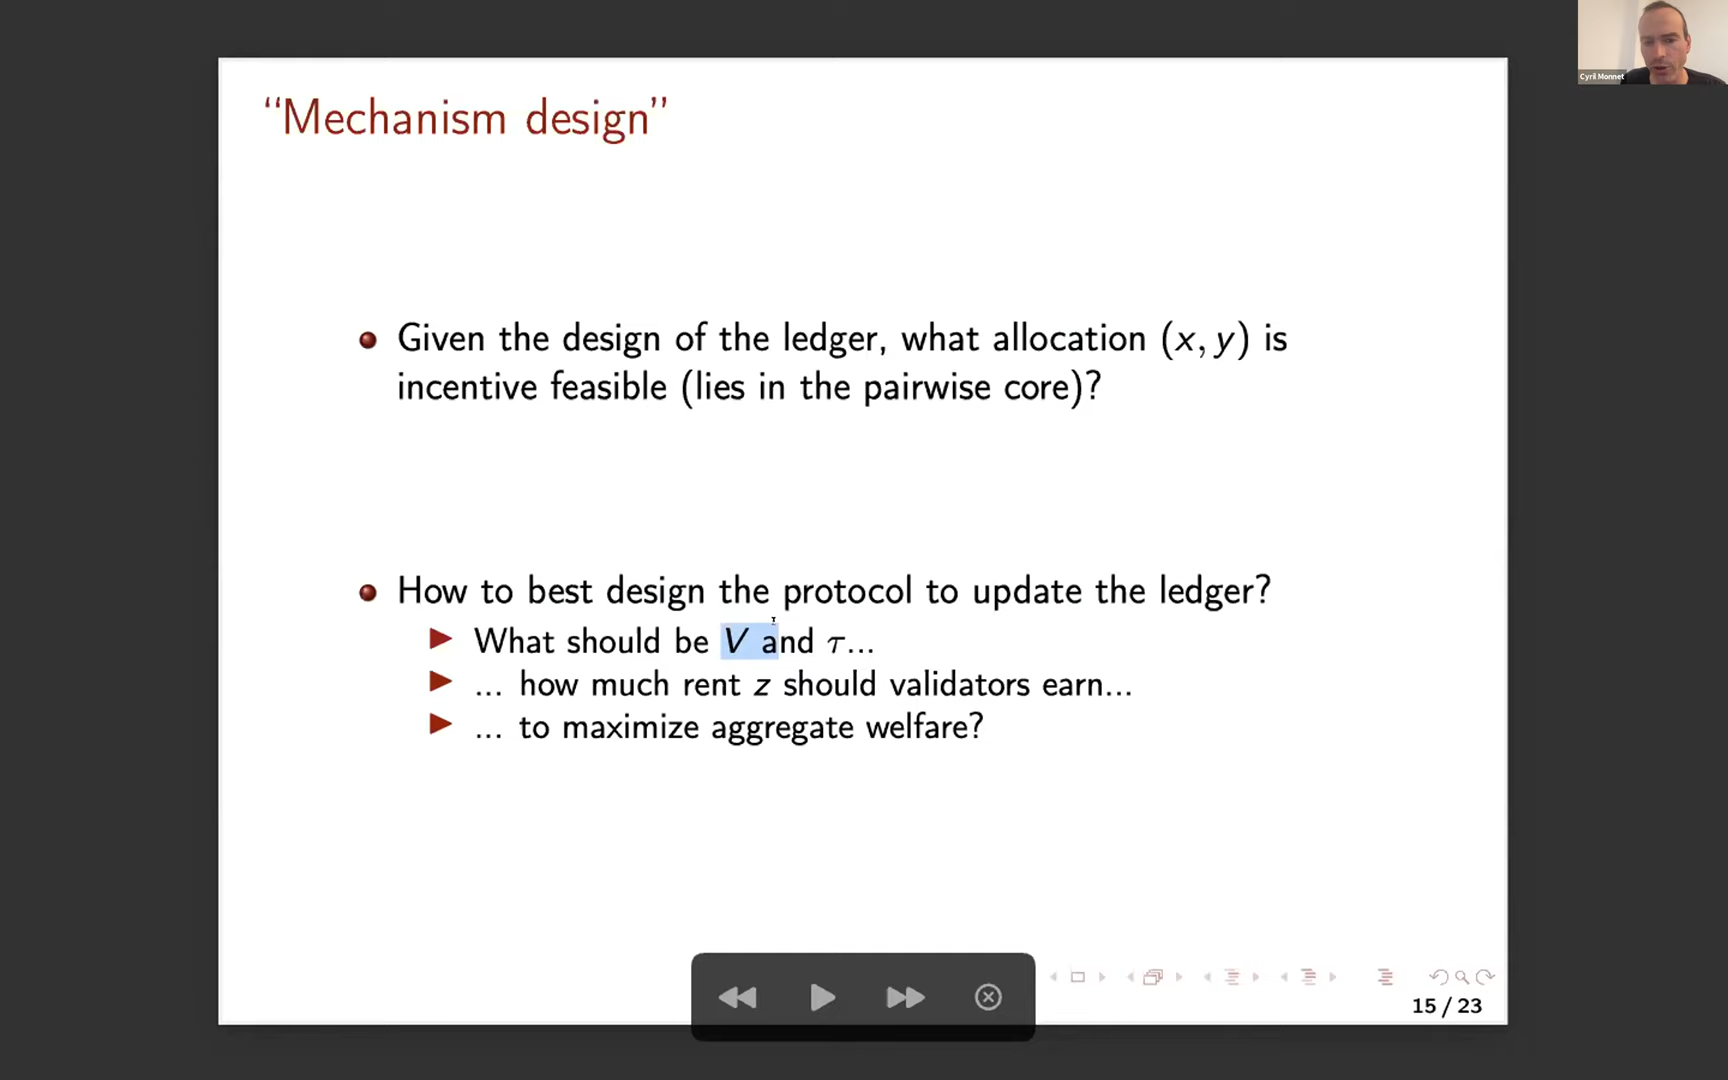 Cyril Monnet
“Mechanism design”
Given the design of the ledger, what allocation (x, y) is
incentive feasible (lies in the pairwise core)?
How to best design the protocol to update the ledger?
What should be V and τ...
... how much rent z should validators earn...
... to maximize aggregate welfare?
15 / 23